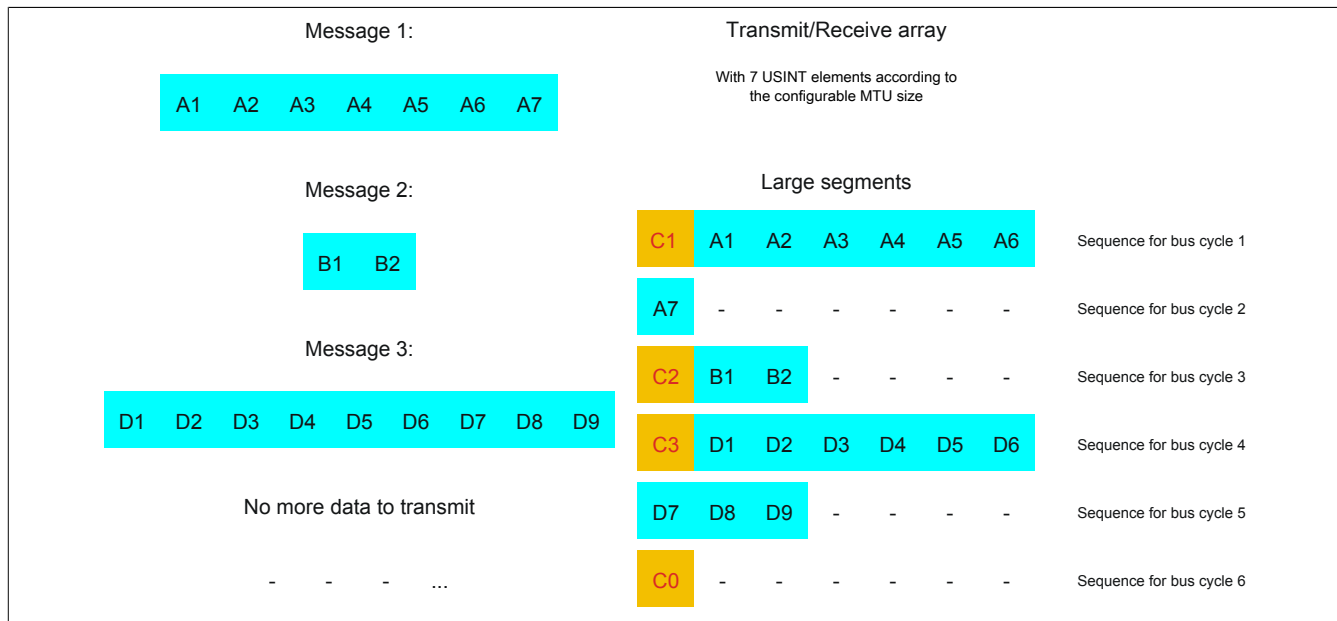 Message 1:
A1 A2 A3 A4 A5 A6 A7
Message 2:
B1 B2
Message 3:
D1 D2 D3 D4 D5 D6 D7 D8 D9
No more data to transmit
- - - ...
Transmit/Receive array
With 7 USINT elements according to
the configurable MTU size
Large segments
C1 A1 A2 A3 A4 A5 A6 Sequence for bus cycle 1
A7 - - - - - - Sequence for bus cycle 2
C2 B1 B2 - - - - Sequence for bus cycle 3
C3 D1 D2 D3 D4 D5 D6 Sequence for bus cycle 4
D7 D8 D9 - - - - Sequence for bus cycle 5
C0 - - - - - - Sequence for bus cycle 6